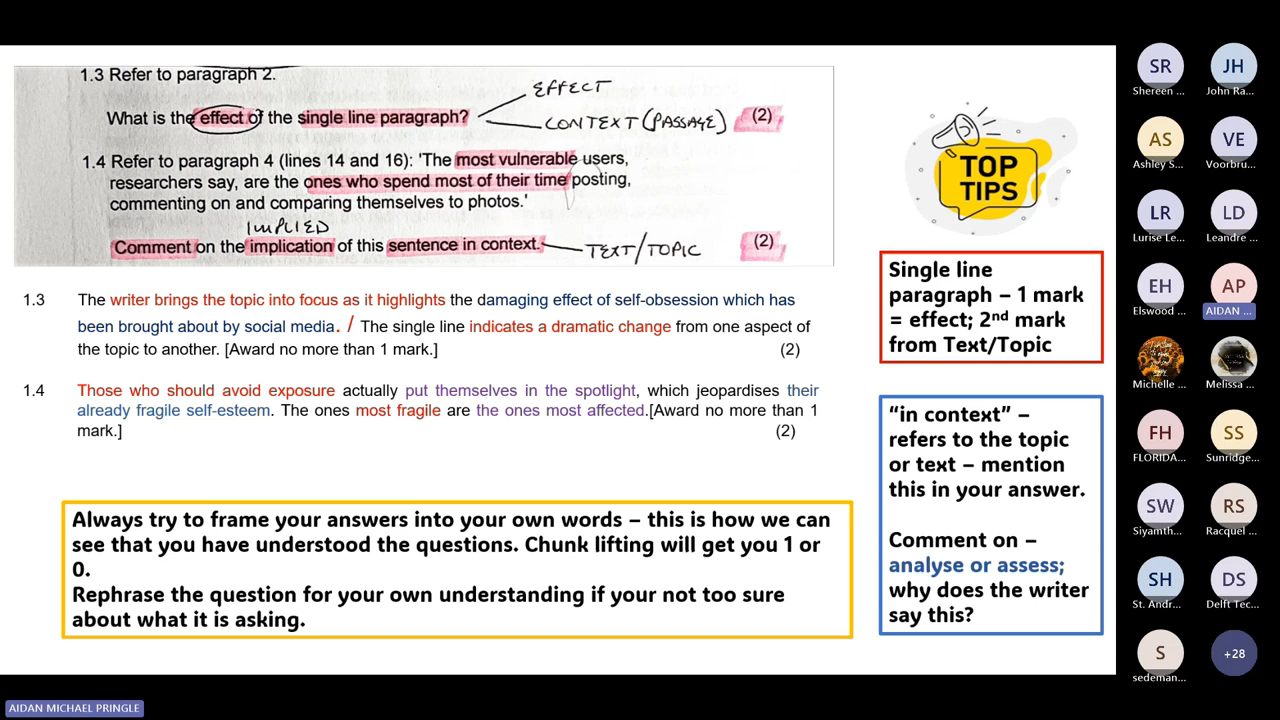 1.3 Refer to paragraph 2.
What is the effect of the single line paragraph?
EFFECT
CONTEXT (PASSAGE)
(2)
1.4 Refer to paragraph 4 (lines 14 and 16): 'The most vulnerable users,
researchers say, are the ones who spend most of their time posting,
commenting on and comparing themselves to photos.'
IMPLIED
Comment on the implication of this sentence in context.
TEXT/TOPIC
(2)
1.3 The writer brings the topic into focus as it highlights the damaging effect of self-obsession which has
been brought about by social media. / The single line indicates a dramatic change from one aspect of
the topic to another. [Award no more than 1 mark.] (2)
1.4 Those who should avoid exposure actually put themselves in the spotlight, which jeopardises their
already fragile self-esteem. The ones most fragile are the ones most affected.[Award no more than 1
mark.] (2)
Always try to frame your answers into your own words – this is how we can
see that you have understood the questions. Chunk lifting will get you 1 or
0.
Rephrase the question for your own understanding if your not too sure
about what it is asking.
TOP
TIPS
Single line
paragraph – 1 mark
= effect; 2nd mark
from Text/Topic
"in context" –
refers to the topic
or text – mention
this in your answer.
Comment on –
analyse or assess;
why does the writer
say this?
SR JH
Shereen ... John Ra...
AS VE
Ashley S... Voorbru...
LR LD
Lurise Le... Leandre ...
EH AP
Elswood ... AIDAN ...
Michelle ... Melissa ...
FH SS
FLORIDA... Sunridge...
SW RS
Siyamth... Racquel ...
SH DS
St. Andr... Delft Tec...
S +28
sedeman...
AIDAN MICHAEL PRINGLE